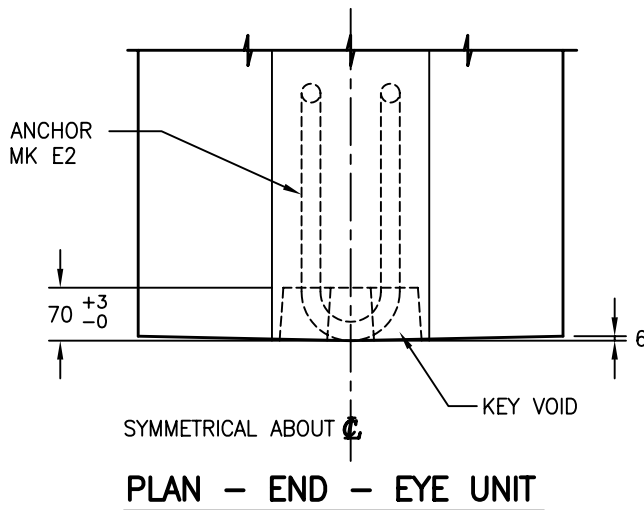 ANCHOR
MK E2
70 +3 -0
6
KEY VOID
SYMMETRICAL ABOUT ℄
PLAN - END - EYE UNIT